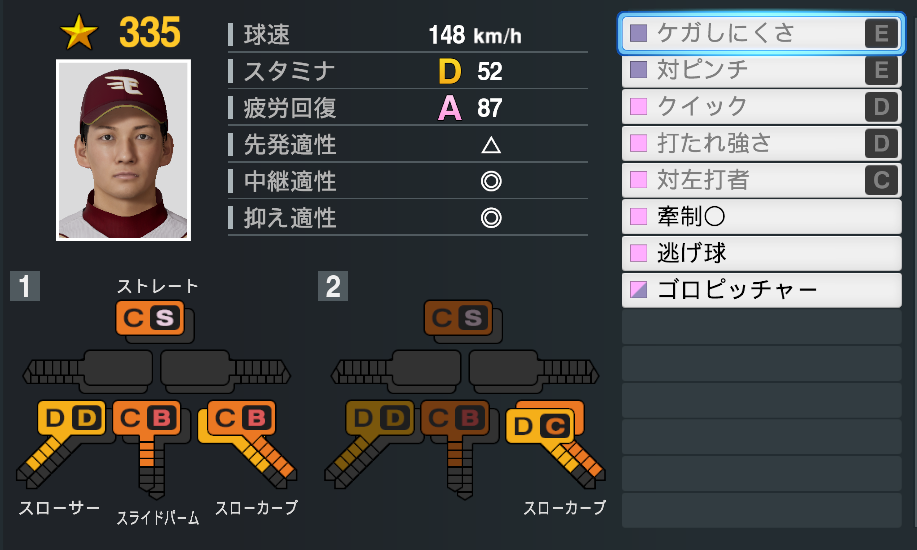 ★ 335
球速 148 km/h
スタミナ D 52
疲労回復 A 87
先発適性 △
中継適性 ◎
抑え適性 ◎
ケガしにくさ E
対ピンチ E
クイック D
打たれ強さ D
対左打者 C
牽制○
逃げ球
ゴロピッチャー
1
ストレート
C S
D D
C B
C B
スローサー
スライドパーム
スローカーブ
2
C S
D D
C B
D C
スローカーブ